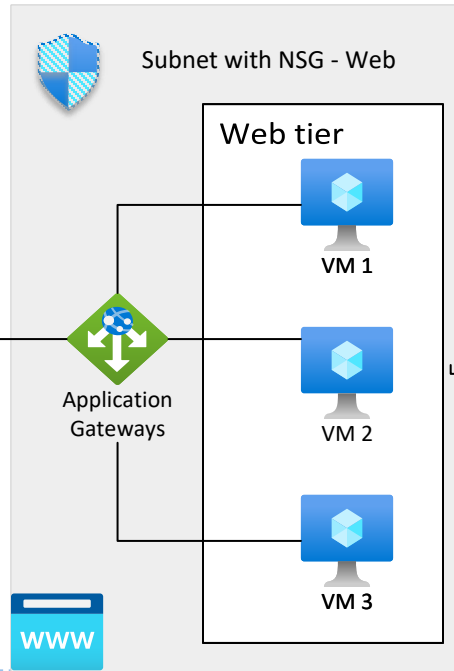 Subnet with NSG - Web
Web tier
VM 1
Application
Gateways
VM 2
VM 3
www